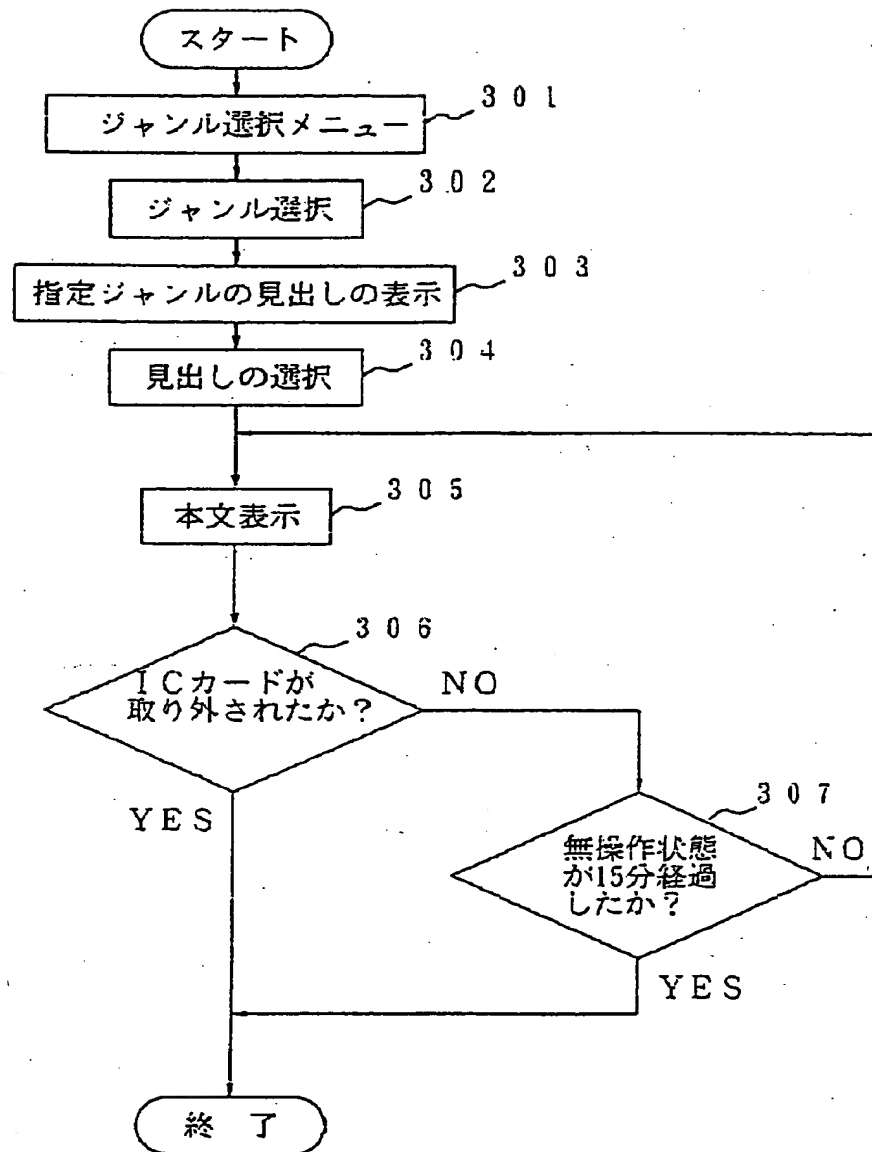 スタート
ジャンル選択メニュー
301
ジャンル選択
302
指定ジャンルの見出しの表示
303
見出しの選択
304
本文表示
305
306
ICカードが
取り外されたか？
NO
YES
307
無操作状態
が15分経過
したか？
NO
YES
終 了